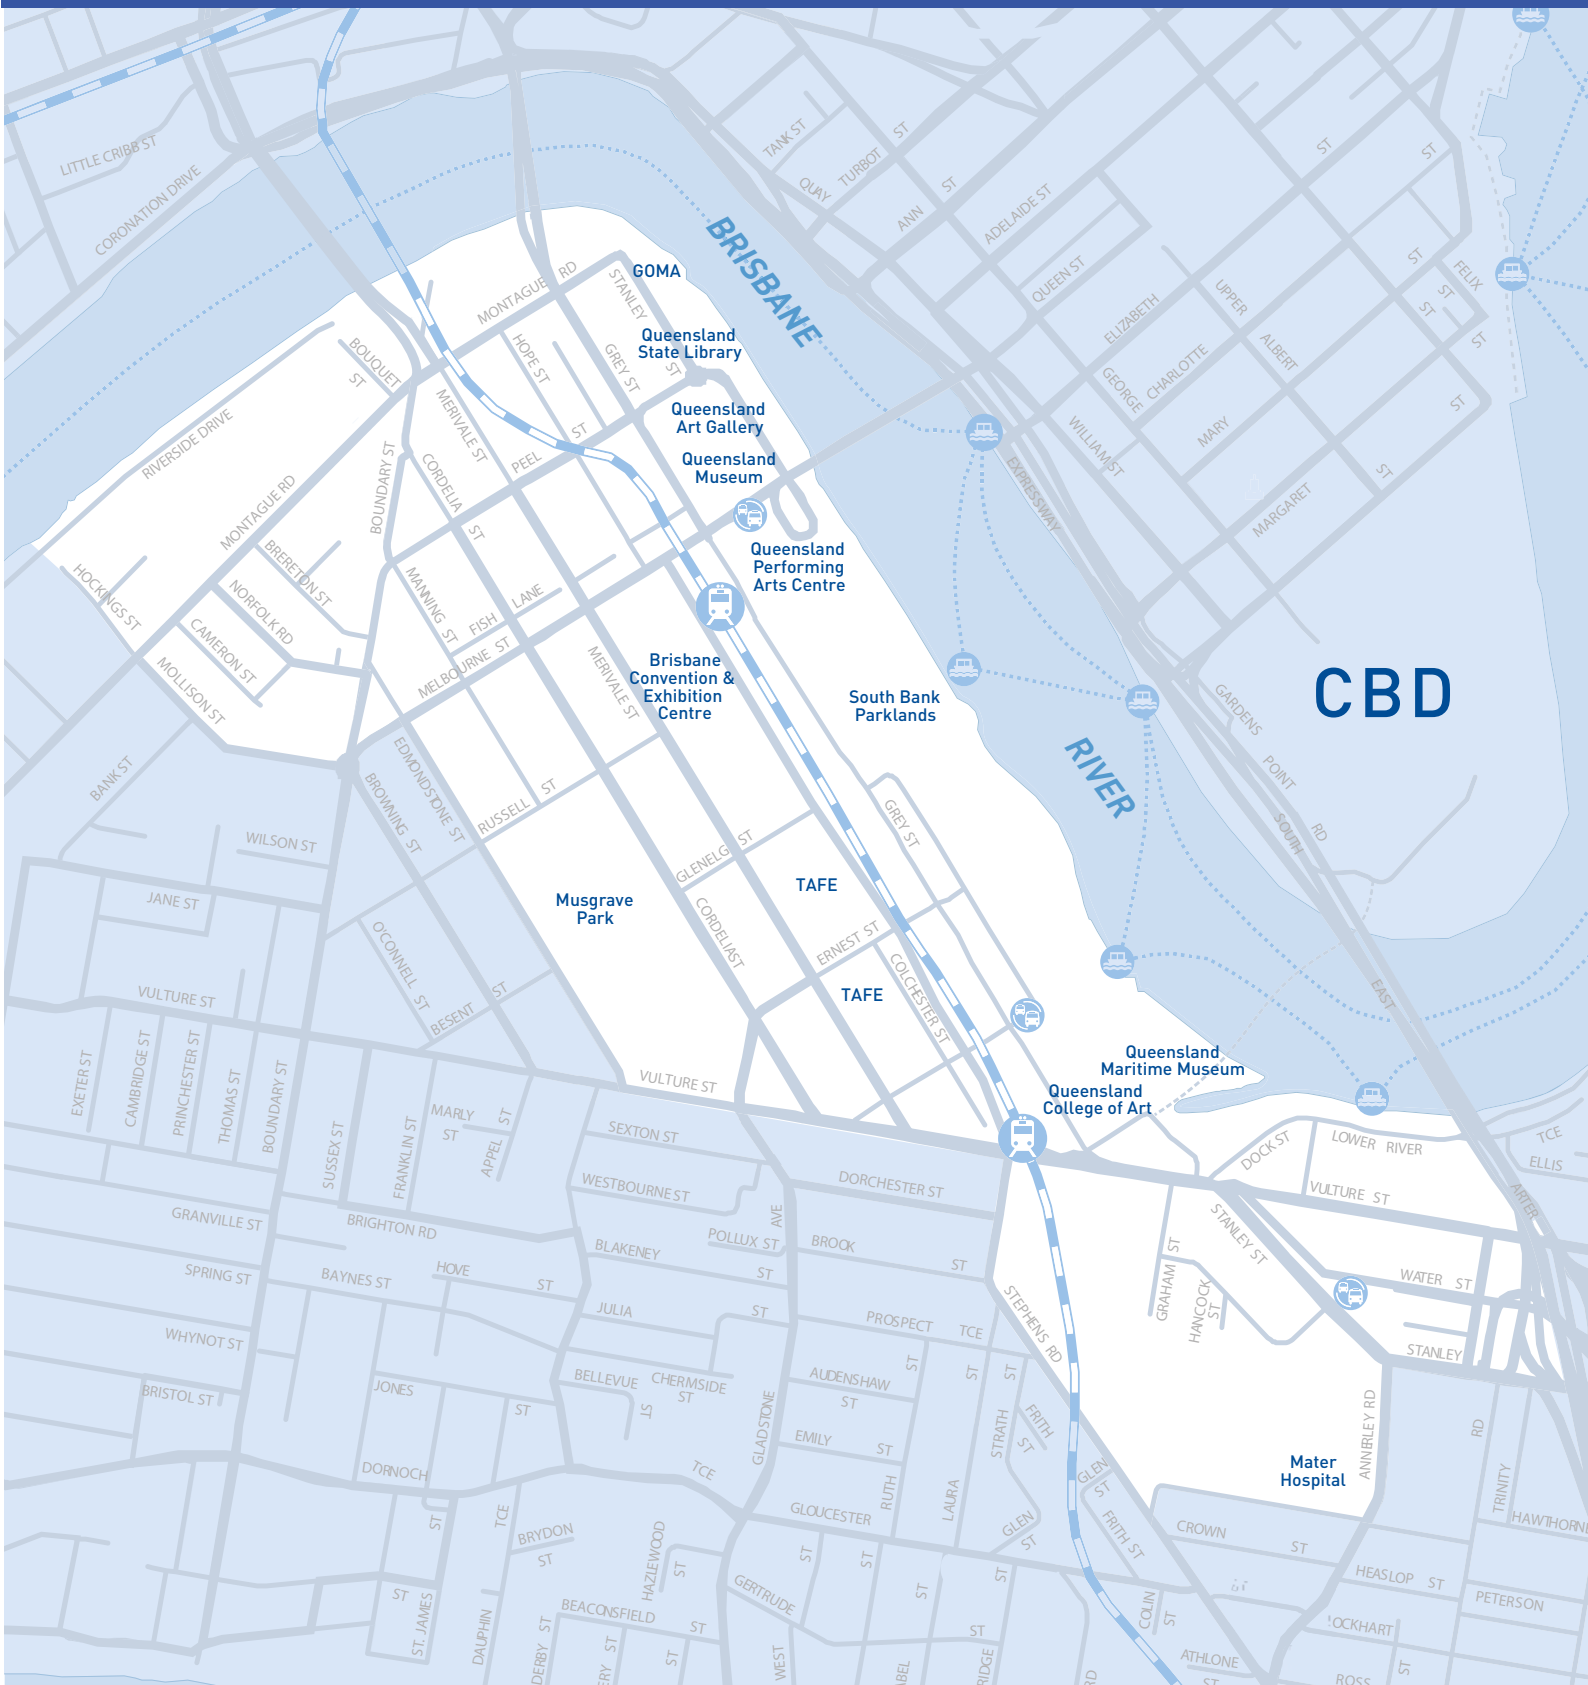 LITTLE CRIBB ST
CORONATION DRIVE
TANK ST
QUAY
TURBOT
ST
ANN
ST
ADELAIDE ST
QUEEN ST
ELIZABETH
ST
UPPER
ALBERT
ST
CHARLOTTE
ST
GEORGE
MARY
ST
WILLIAM ST
MARGARET
ST
FELIX
ST
ST
ST
BRISBANE
RIVER
CBD
GOMA
MONTAGUE RD
STANLEY
ST
Queensland
State Library
HOPE ST
GREY ST
BOUQUET
ST
MERIVALE ST
PEEL
ST
Queensland
Art Gallery
Queensland
Museum
RIVERSIDE DRIVE
MONTAGUE RD
BOUNDARY ST
CORDELIA
ST
EXPRESSWAY
Queensland
Performing
Arts Centre
HOCKINGS ST
BRERETON ST
NORFOLK RD
CAMERON ST
MANNING ST
FISH LANE
MELBOURNE ST
MOLLISON ST
MERIVALE ST
Brisbane
Convention &
Exhibition
Centre
South Bank
Parklands
GARDENS
POINT
RD
SOUTH
EAST
BANK ST
BROWNING ST
EDMONDSTONE ST
RUSSELL ST
GREY ST
WILSON ST
GLENELG ST
TAFE
JANE ST
Musgrave
Park
CORDELIA ST
ERNEST ST
O'CONNELL ST
COLCHESTER ST
TAFE
BESENT ST
VULTURE ST
VULTURE ST
Queensland
Maritime Museum
Queensland
College of Art
EXETER ST
CAMBRIDGE ST
PRINCHESTER ST
THOMAS ST
BOUNDARY ST
SUSSEX ST
FRANKLIN ST
MARLY
ST
APPEL ST
SEXTON ST
DOCK ST
LOWER RIVER
TCE
ELLIS
WESTBOURNE ST
DORCHESTER ST
VULTURE ST
ARTER
GRANVILLE ST
BRIGHTON RD
AVE
POLLUX ST
BROOK
ST
STANLEY ST
BLAKENEY
ST
SPRING ST
BAYNES ST
HOVE
ST
GRAHAM ST
HANCOCK
ST
WATER ST
JULIA
ST
STEPHENS RD
PROSPECT TCE
WHYNOT ST
STANLEY
BRISTOL ST
JONES
ST
BELLEVUE
ST
CHERMSIDE
ST
AUDENSHAW
ST
ST
ST
ST
STRATH
FRITH
ST
ANNERLEY RD
RD
GLADSTONE
EMILY
ST
Mater
Hospital
DORNOCH
TCE
RUTH
LAURA
GLEN
ST
TRINITY
ST
TCE
GLOUCESTER
GLEN
ST
FRITH ST
CROWN
ST
HAWTHORN
BRYDON
ST
HAZLEWOOD
ST
ST
ST
ST
ST
GERTRUDE
ST
HEASLOP ST
PETERSON
ST
ST. JAMES
DAUPHIN
BEACONSFIELD
ST
DERBY ST
ERY ST
ST
WEST
ABEL
RIDGE
RD
COLIN
ST
OCKHART
ATHLONE
ST
ROSS
ST